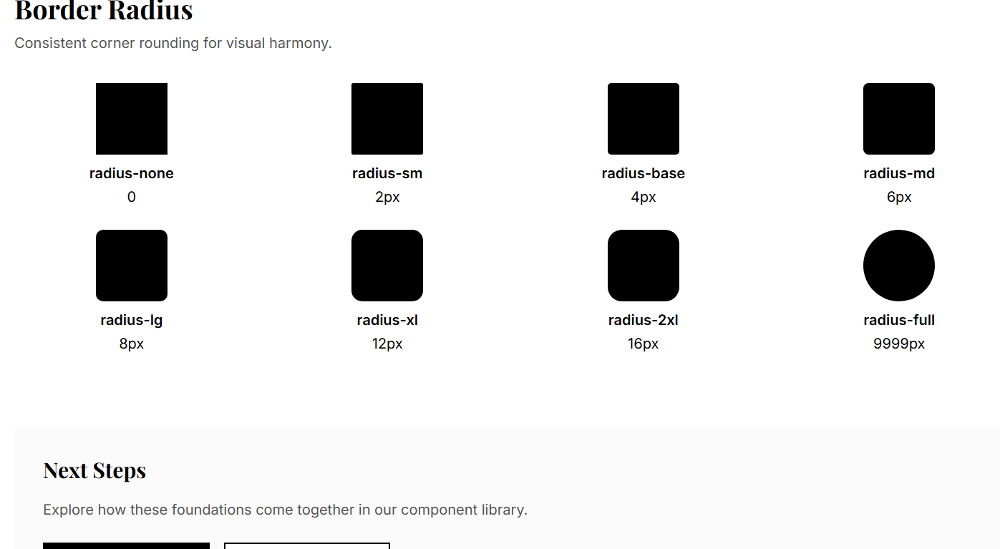 Border Radius
Consistent corner rounding for visual harmony.
radius-none
0
radius-sm
2px
radius-base
4px
radius-md
6px
radius-lg
8px
radius-xl
12px
radius-2xl
16px
radius-full
9999px
Next Steps
Explore how these foundations come together in our component library.